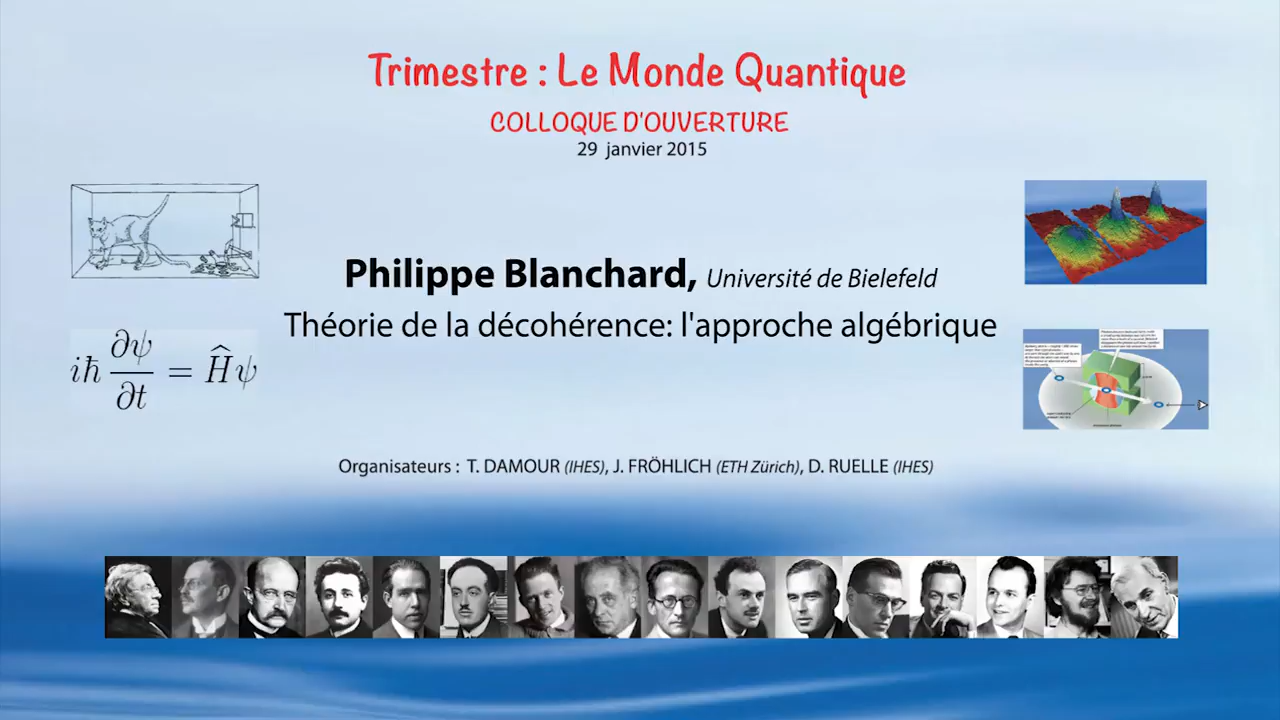 Trimestre : Le Monde Quantique
COLLOQUE D'OUVERTURE
29 janvier 2015
Philippe Blanchard, Université de Bielefeld
Théorie de la décohérence: l'approche algébrique
iħ ∂ψ/∂t = Ĥψ
Organisateurs : T. DAMOUR (IHES), J. FRÖHLICH (ETH Zürich), D. RUELLE (IHES)